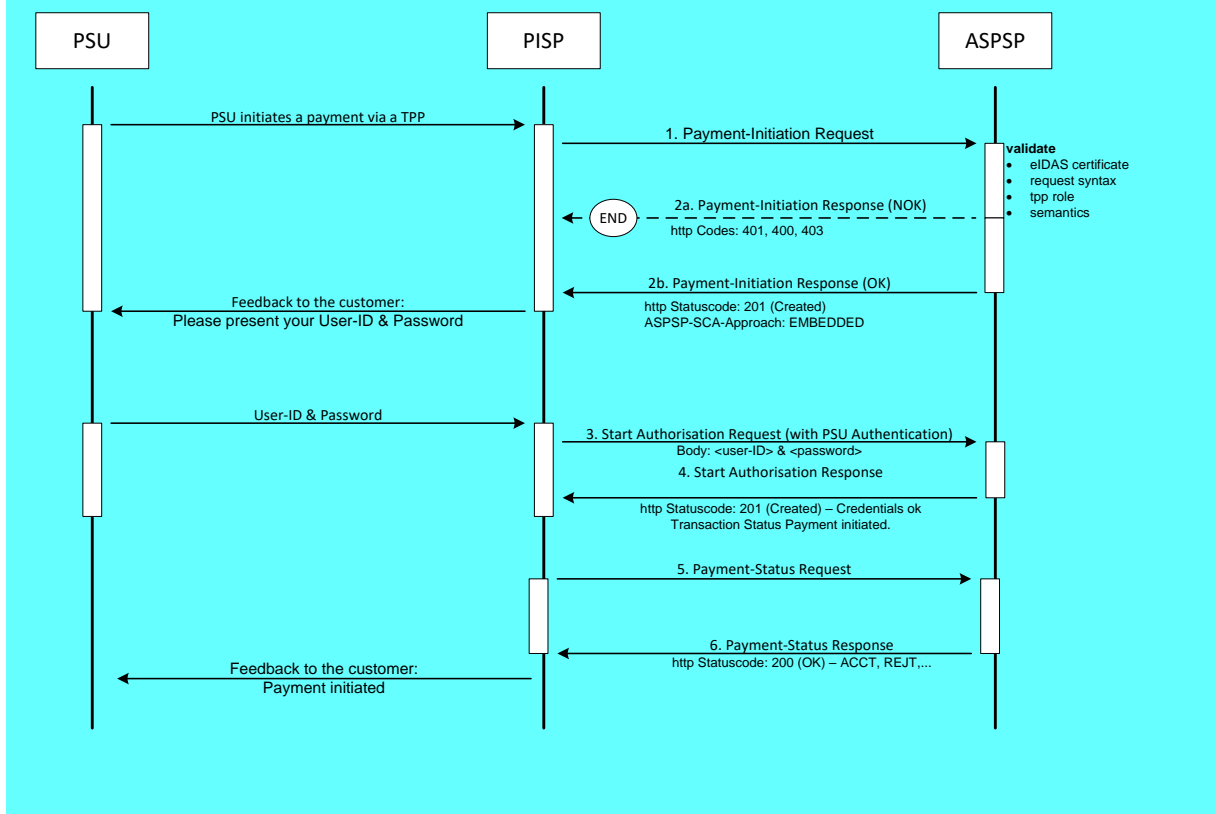 PSU
PISP
ASPSP
PSU initiates a payment via a TPP
1. Payment-Initiation Request
validate
• eIDAS certificate
• request syntax
• tpp role
• semantics
2a. Payment-Initiation Response (NOK)
END
http Codes: 401, 400, 403
2b. Payment-Initiation Response (OK)
http Statuscode: 201 (Created)
ASPSP-SCA-Approach: EMBEDDED
Feedback to the customer:
Please present your User-ID & Password
User-ID & Password
3. Start Authorisation Request (with PSU Authentication)
Body: <user-ID> & <password>
4. Start Authorisation Response
http Statuscode: 201 (Created) – Credentials ok
Transaction Status Payment initiated.
5. Payment-Status Request
6. Payment-Status Response
http Statuscode: 200 (OK) – ACCT, REJT,...
Feedback to the customer:
Payment initiated